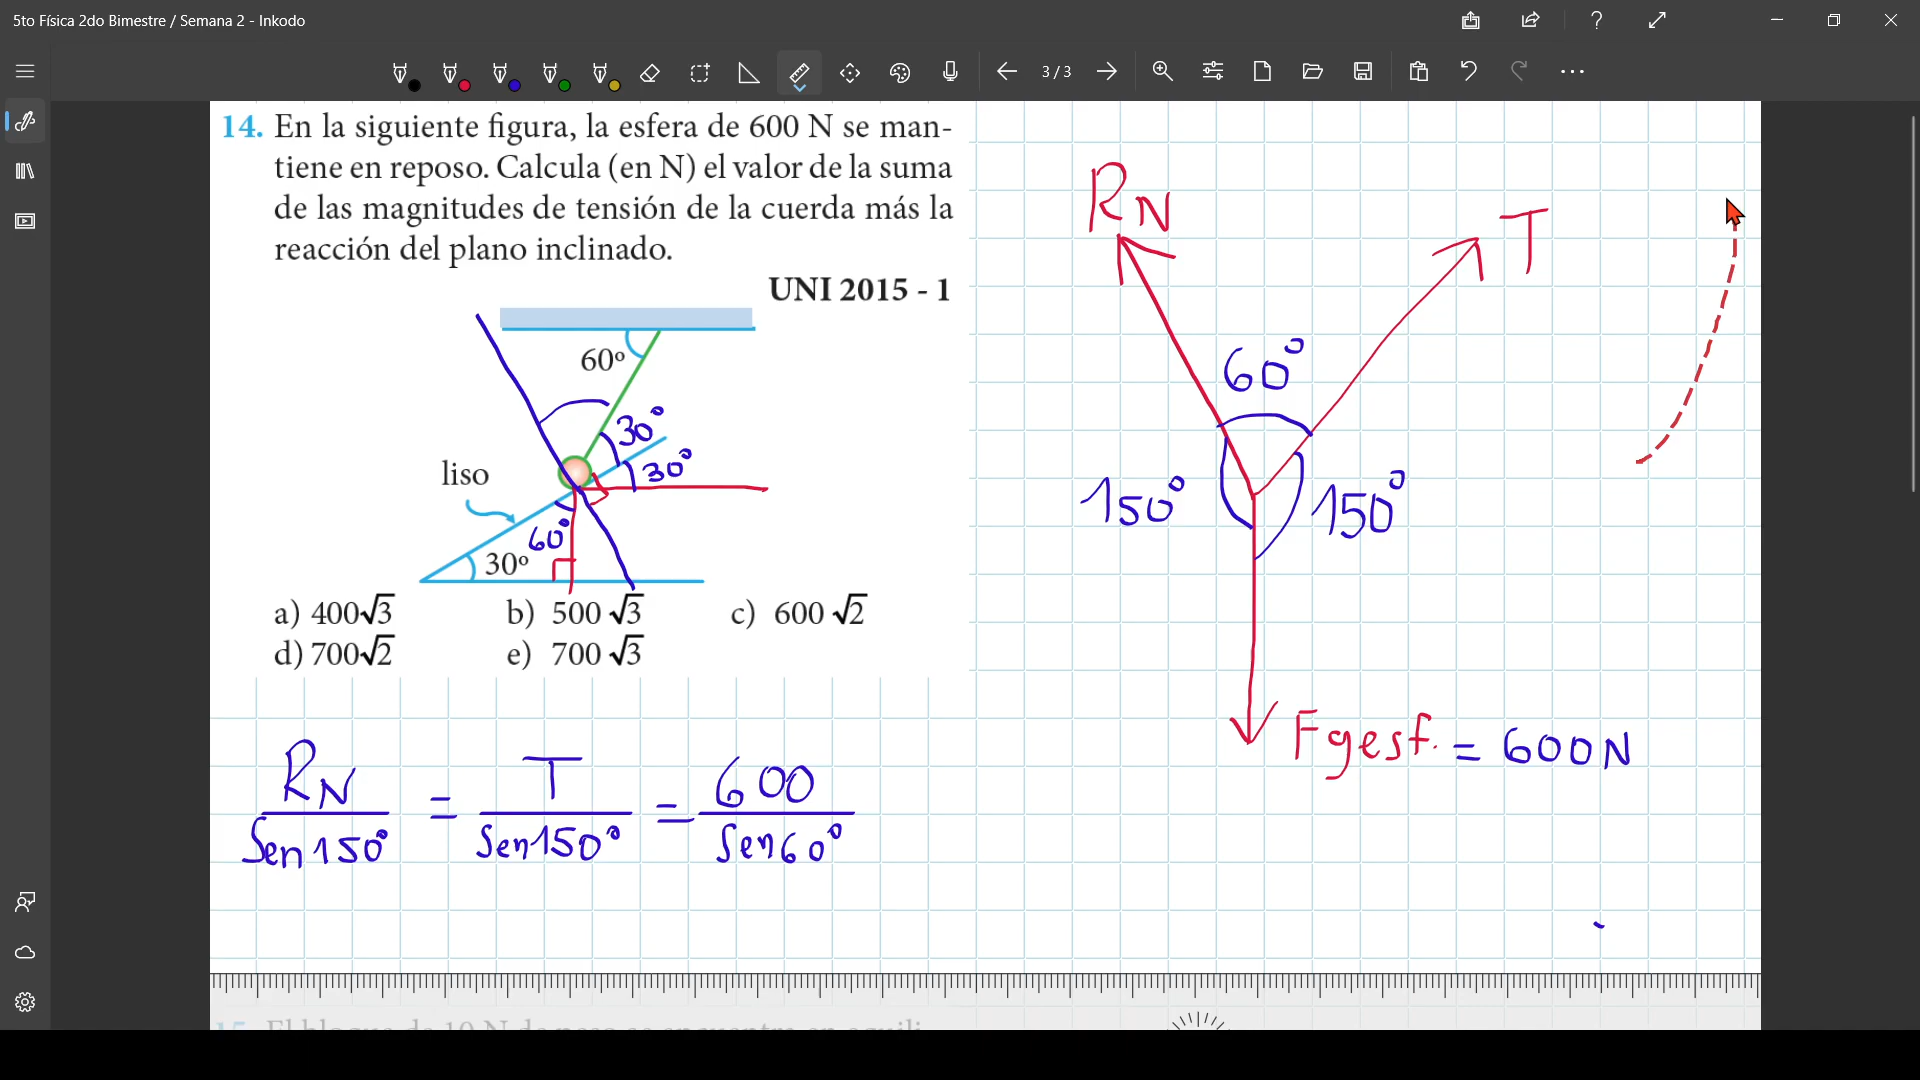 5to Física 2do Bimestre / Semana 2 - Inkodo
3 / 3
14. En la siguiente figura, la esfera de 600 N se man-
tiene en reposo. Calcula (en N) el valor de la suma
de las magnitudes de tensión de la cuerda más la
reacción del plano inclinado.
UNI 2015 - 1
60º
30°
30°
liso
60°
30º
a) 400√3 b) 500 √3 c) 600 √2
d) 700√2 e) 700 √3
RN
T
60°
150°
150°
Fgesf. = 600N
RN = T = 600
Sen150° Sen150° Sen60°